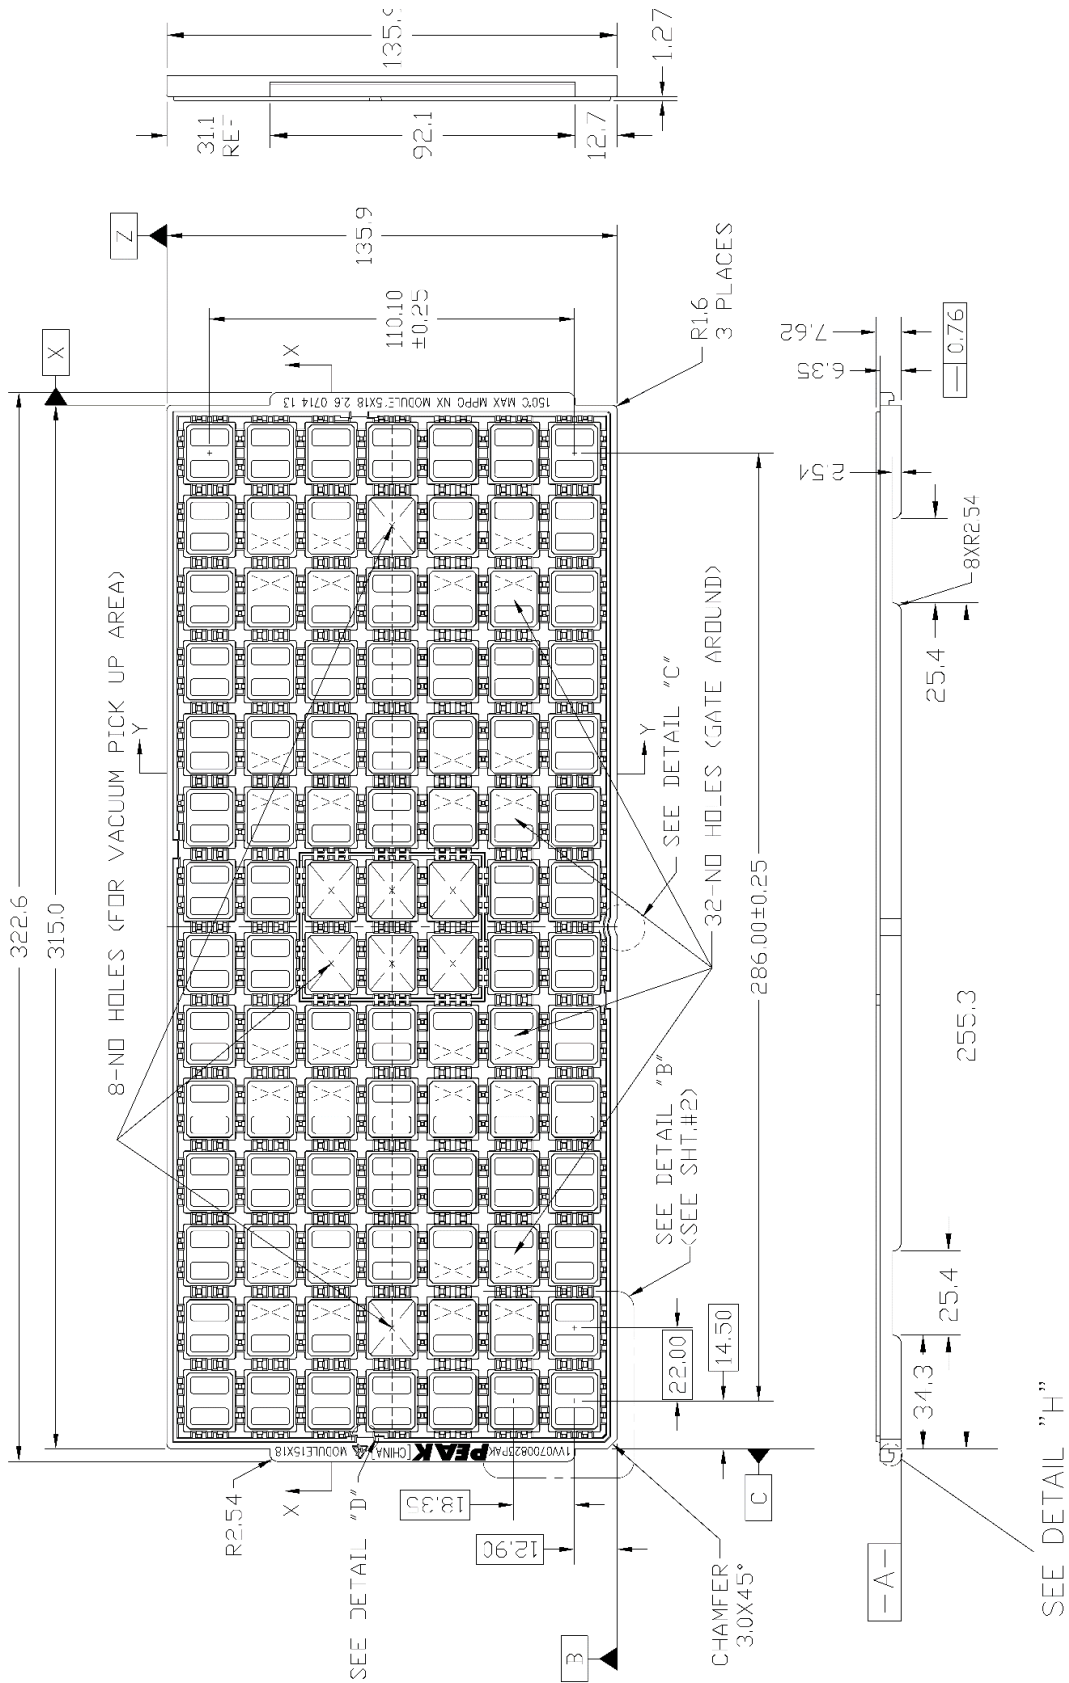 322.6
315.0
X
8-NO HOLES (FOR VACUUM PICK UP AREA)
Y
Y
Z
135.9
31.1
92.1
12.7
1.27
135.9
110.10
±0.25
X
X
R1.6
3 PLACES
150°C MAX MPPO NX MODULE
2.6 0714 13
SEE DETAIL "C"
32-NO HOLES (GATE AROUND)
286.00±0.25
SEE DETAIL "B"
(SEE SHT.#2)
22.00
14.50
C
R2.54
SEE DETAIL "D"
1VV0700823PAK
PEAK
[CHINA]
MODULE15X18
18.35
12.90
B
CHAMFER
3.0X45°
7.62
6.35
0.76
2.54
25.4
8XR2.54
255.3
25.4
34.3
-A-
SEE DETAIL "H"